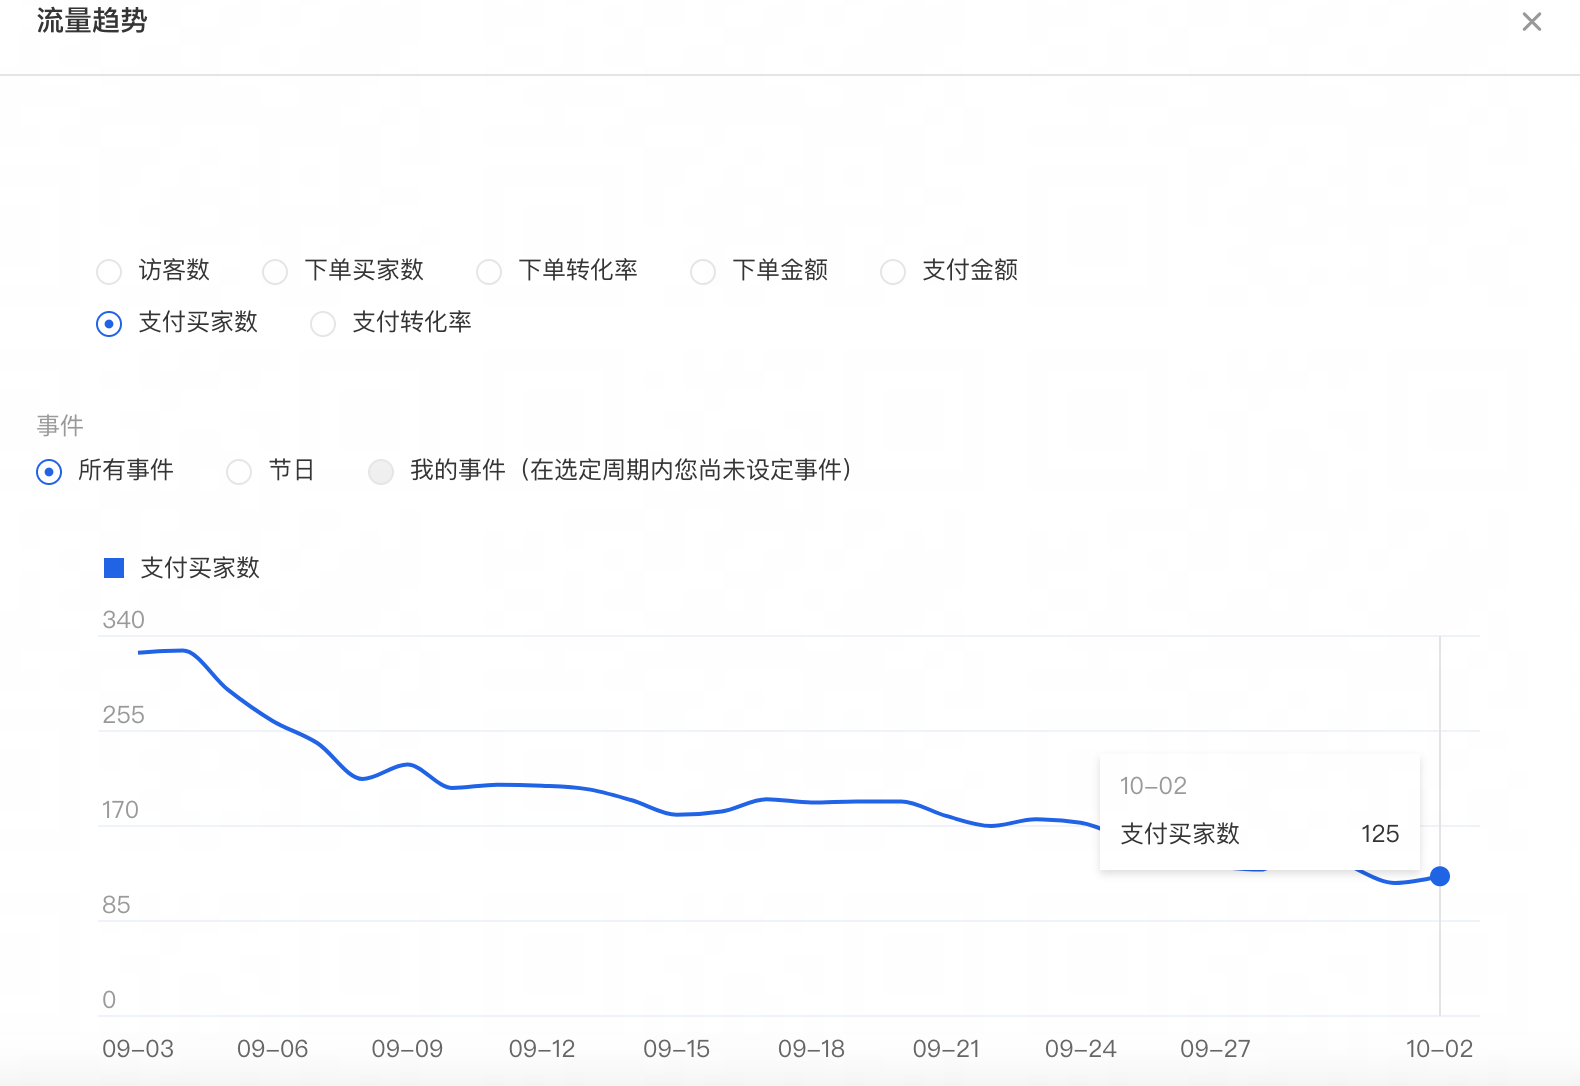 流量趋势
访客数 下单买家数 下单转化率 下单金额 支付金额
支付买家数 支付转化率
事件
所有事件 节日 我的事件（在选定周期内您尚未设定事件）
支付买家数
340
255
170
85
0
10-02
支付买家数 125
09-03 09-06 09-09 09-12 09-15 09-18 09-21 09-24 09-27 10-02